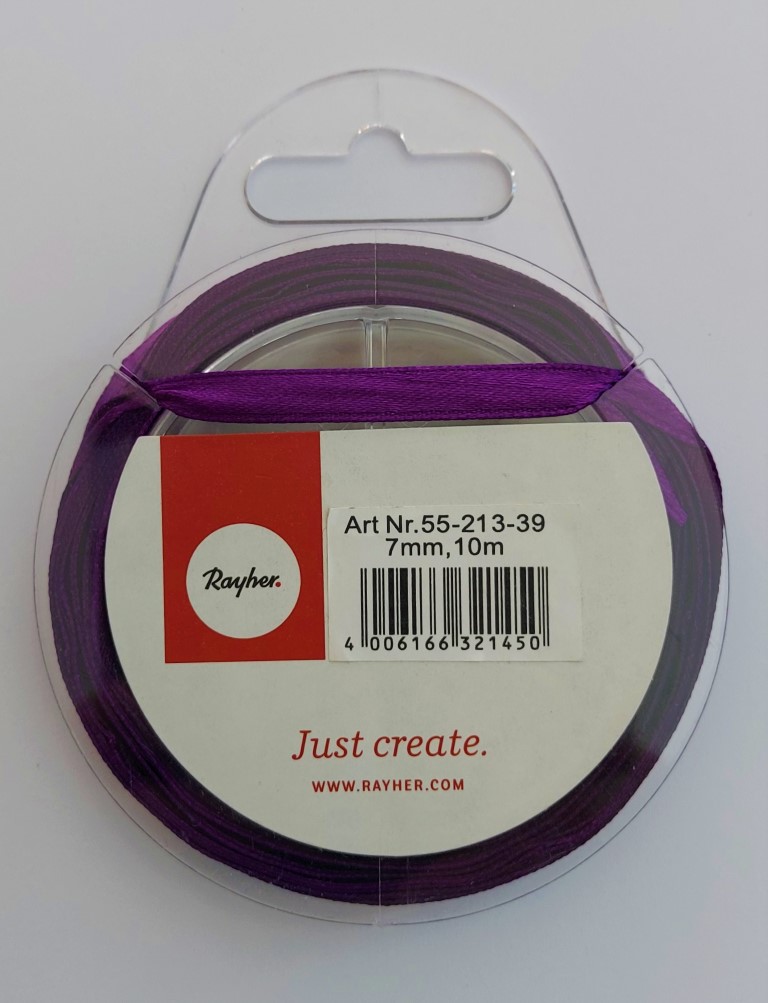 Rayher.
Art Nr.55-213-39
7mm,10m
4 006166 321450
Just create.
WWW.RAYHER.COM